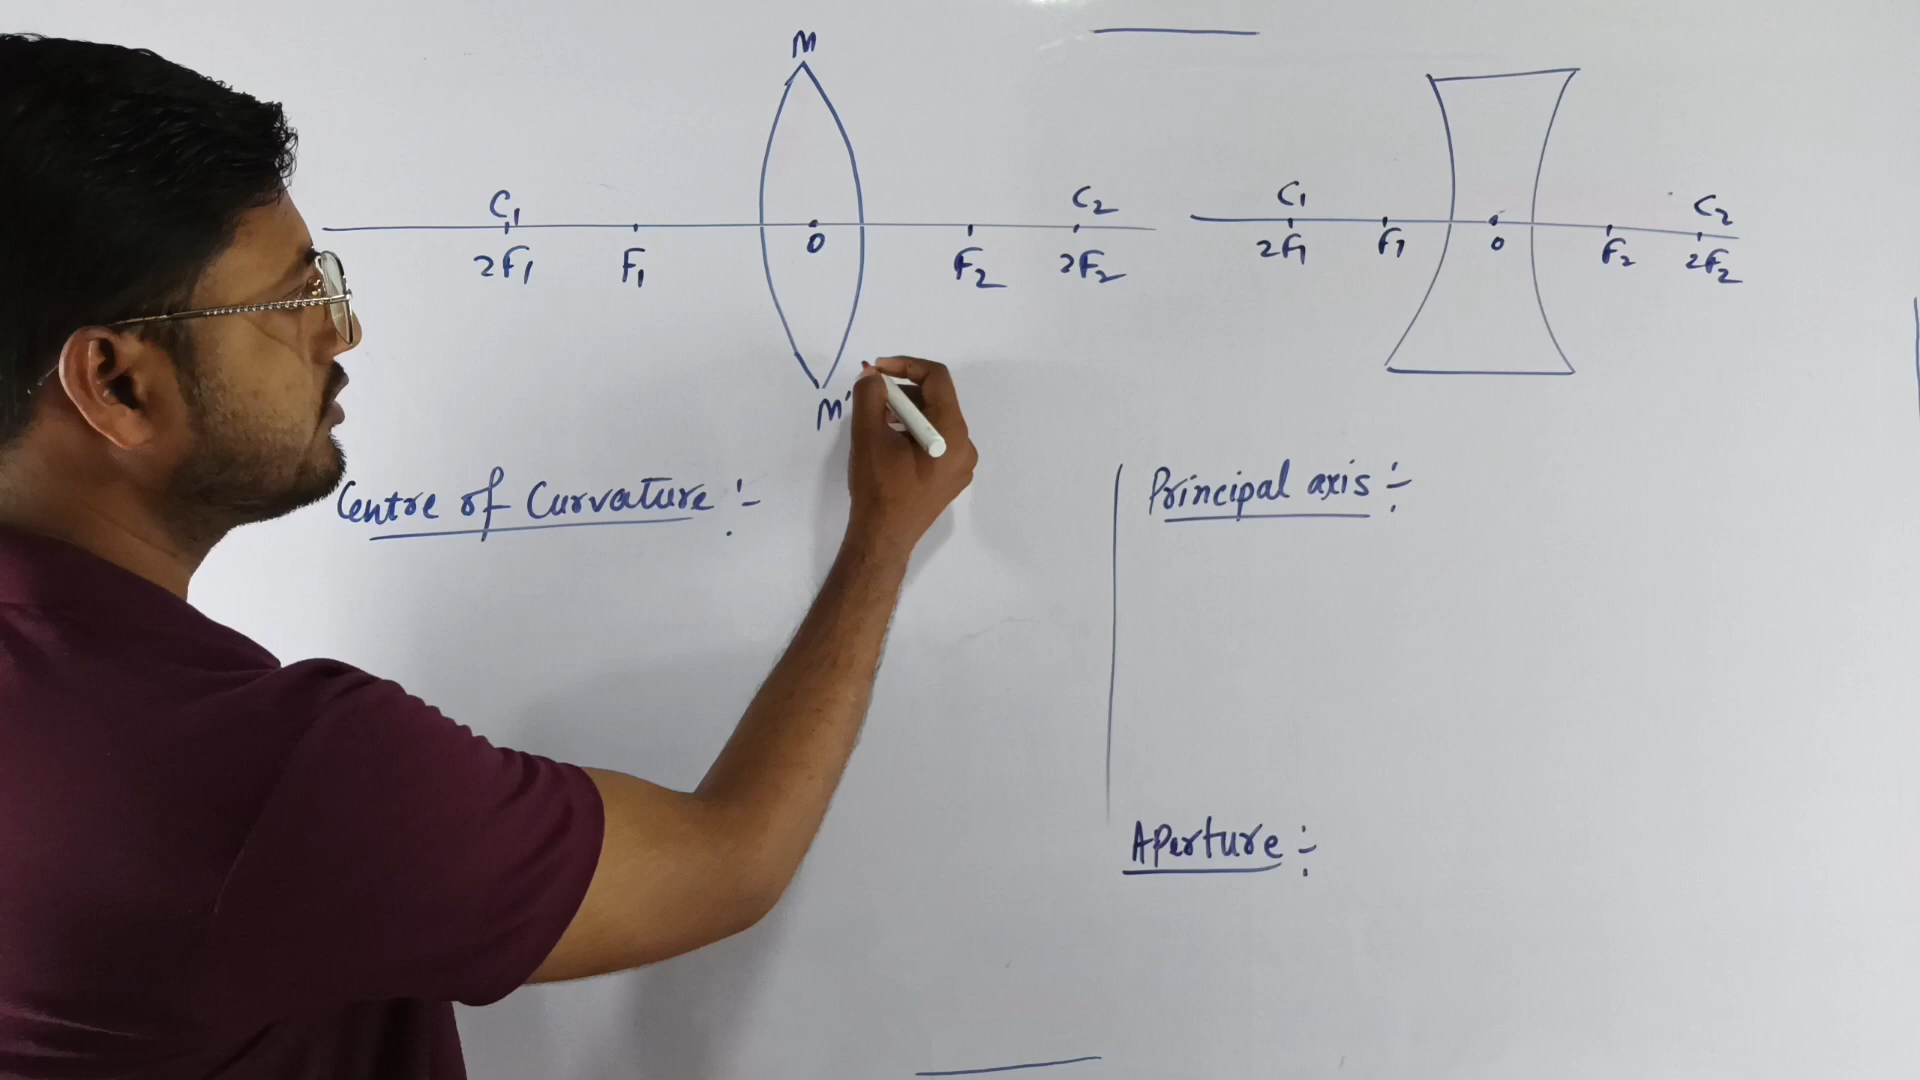 M
C1 C2
2F1 F1 O F2 2F2
M'
C1 C2
2F1 F1 O F2 2F2
Centre of Curvature :-
Principal axis :-
Aperture :-